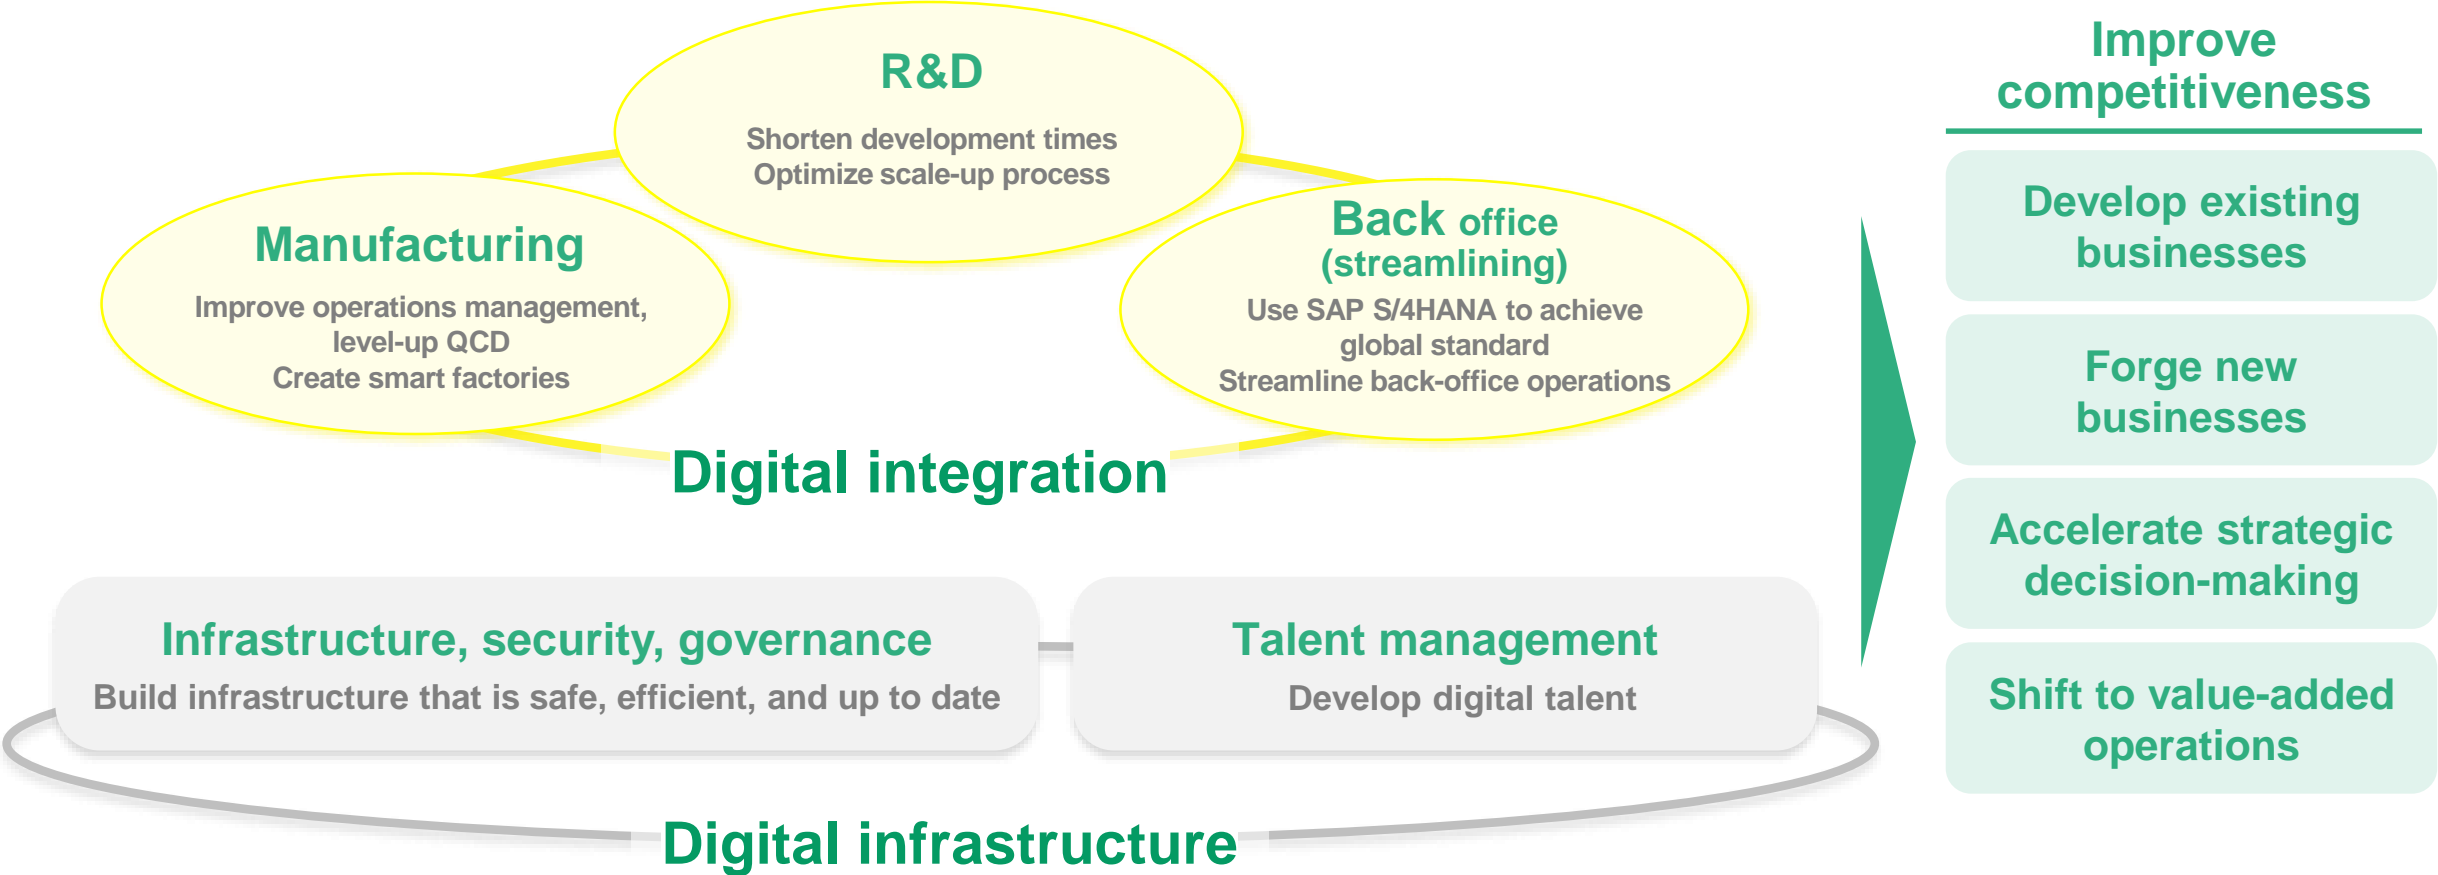 R&D
Shorten development times
Optimize scale-up process
Manufacturing
Improve operations management,
level-up QCD
Create smart factories
Back office
(streamlining)
Use SAP S/4HANA to achieve
global standard
Streamline back-office operations
Digital integration
Infrastructure, security, governance
Build infrastructure that is safe, efficient, and up to date
Talent management
Develop digital talent
Digital infrastructure
Improve
competitiveness
Develop existing
businesses
Forge new
businesses
Accelerate strategic
decision-making
Shift to value-added
operations